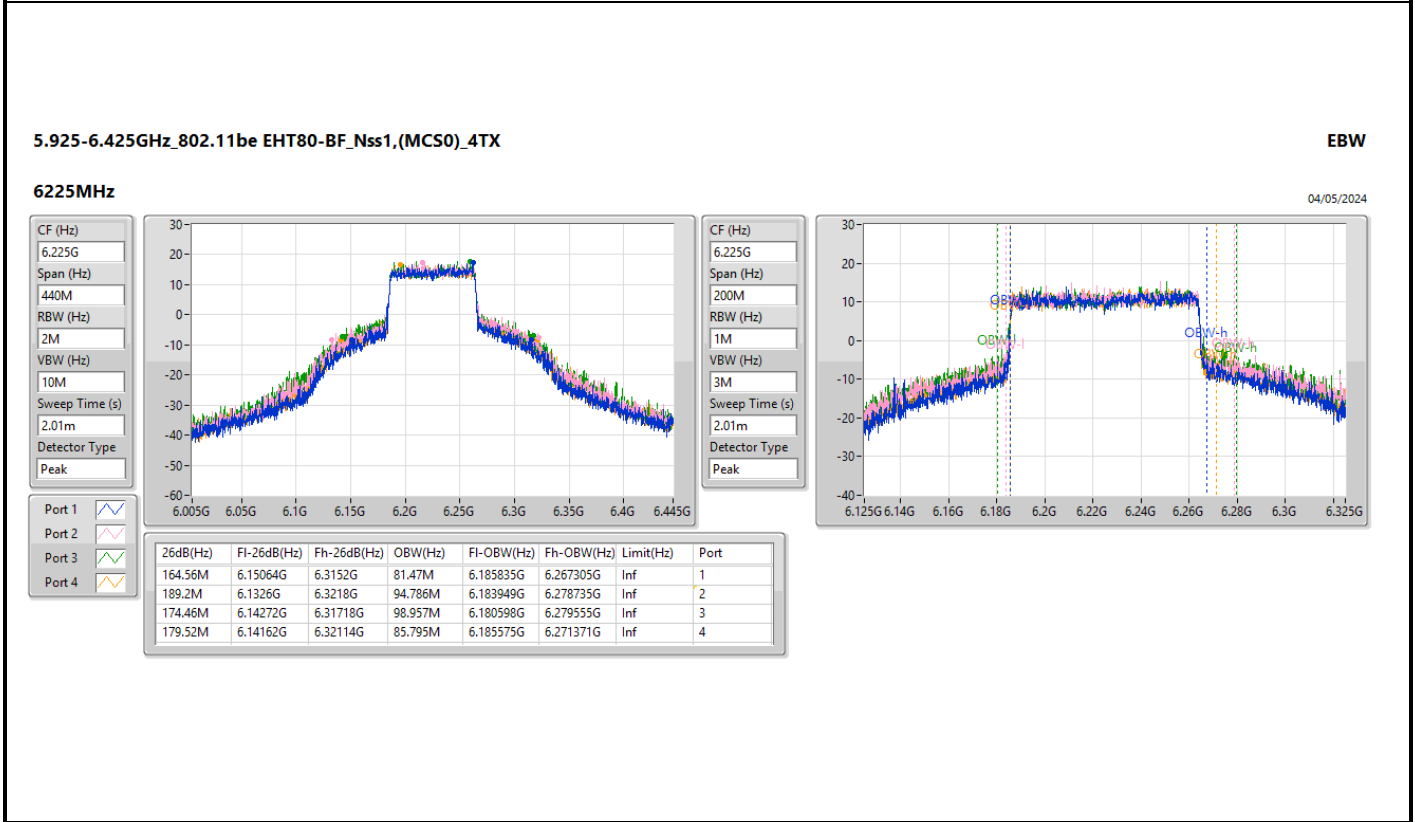 5.925-6.425GHz_802.11be EHT80-BF_Nss1,(MCS0)_4TX EBW
6225MHz
04/05/2024
CF (Hz)
6.225G
Span (Hz)
440M
RBW (Hz)
2M
VBW (Hz)
10M
Sweep Time (s)
2.01m
Detector Type
Peak
30
20
10
0
-10
-20
-30
-40
-50
-60
6.005G 6.05G 6.1G 6.15G 6.2G 6.25G 6.3G 6.35G 6.4G 6.445G
CF (Hz)
6.225G
Span (Hz)
200M
RBW (Hz)
1M
VBW (Hz)
3M
Sweep Time (s)
2.01m
Detector Type
Peak
30
20
10
0
-10
-20
-30
-40
OBW-h
OBW-h
6.125G 6.14G 6.16G 6.18G 6.2G 6.22G 6.24G 6.26G 6.28G 6.3G 6.325G
Port 1
Port 2
Port 3
Port 4
26dB(Hz) Fl-26dB(Hz) Fh-26dB(Hz) OBW(Hz) Fl-OBW(Hz) Fh-OBW(Hz) Limit(Hz) Port
164.56M 6.15064G 6.3152G 81.47M 6.185835G 6.267305G Inf 1
189.2M 6.1326G 6.3218G 94.786M 6.183949G 6.278735G Inf 2
174.46M 6.14272G 6.31718G 98.957M 6.180598G 6.279555G Inf 3
179.52M 6.14162G 6.32114G 85.795M 6.185575G 6.271371G Inf 4